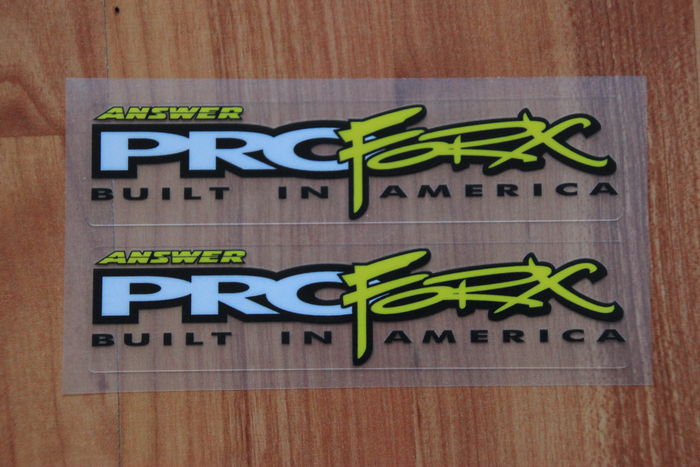 ANSWER
PROFORX
BUILT IN AMERICA
ANSWER
PROFORX
BUILT IN AMERICA